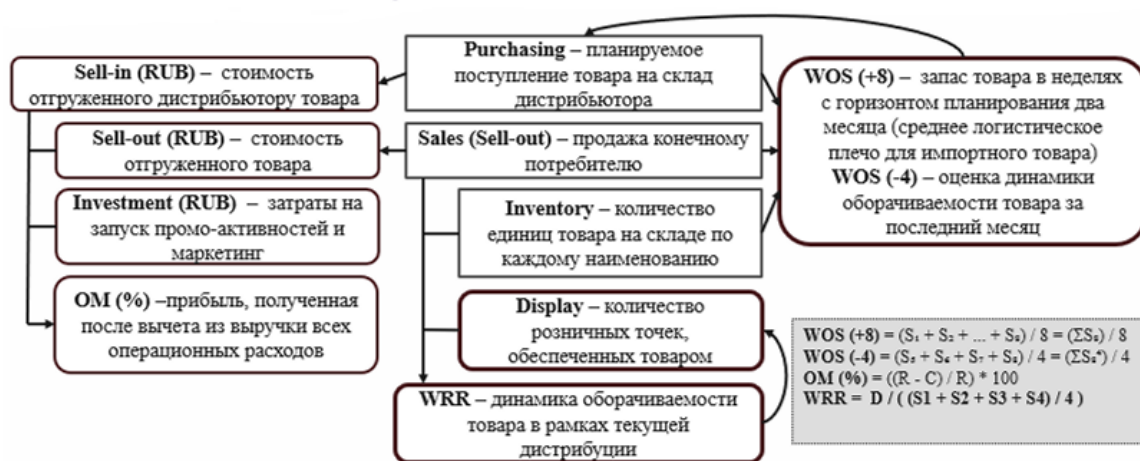 Sell-in (RUB) – стоимость
отгруженного дистрибьютору товара
Sell-out (RUB) – стоимость
отгруженного товара
Investment (RUB) – затраты на
запуск промо-активностей и
маркетинг
OM (%) –прибыль, полученная
после вычета из выручки всех
операционных расходов
Purchasing – планируемое
поступление товара на склад
дистрибьютора
Sales (Sell-out) – продажа конечному
потребителю
Inventory – количество
единиц товара на складе по
каждому наименованию
Display – количество
розничных точек,
обеспеченных товаром
WRR – динамика оборачиваемости
товара в рамках текущей
дистрибуции
WOS (+8) – запас товара в неделях
с горизонтом планирования два
месяца (среднее логистическое
плечо для импортного товара)
WOS (-4) – оценка динамики
оборачиваемости товара за
последний месяц
WOS (+8) = (S₁ + S₂ + ... + S₈) / 8 = (ΣS₈) / 8
WOS (-4) = (S₅ + S₆ + S₇ + S₈) / 4 = (ΣS₈*) / 4
OM (%) = ((R - C) / R) * 100
WRR = D / ( (S1 + S2 + S3 + S4) / 4 )